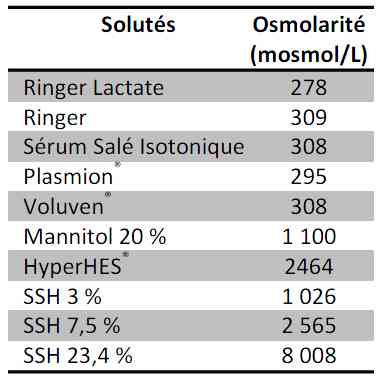 Solutés Osmolarité
(mosmol/L)
Ringer Lactate 278
Ringer 309
Sérum Salé Isotonique 308
Plasmion® 295
Voluven® 308
Mannitol 20 % 1 100
HyperHES® 2464
SSH 3 % 1 026
SSH 7,5 % 2 565
SSH 23,4 % 8 008